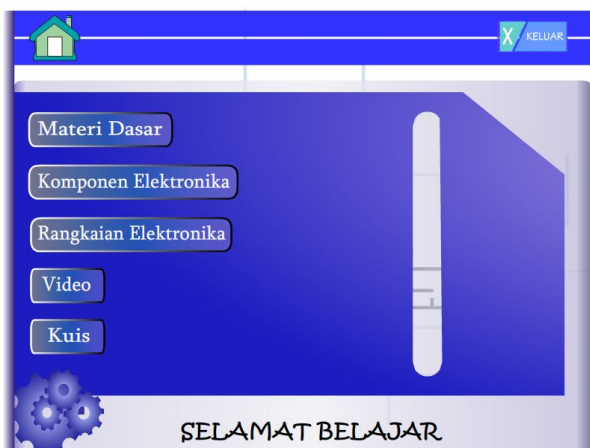 KELUAR
Materi Dasar
Komponen Elektronika
Rangkaian Elektronika
Video
Kuis
SELAMAT BELAJAR